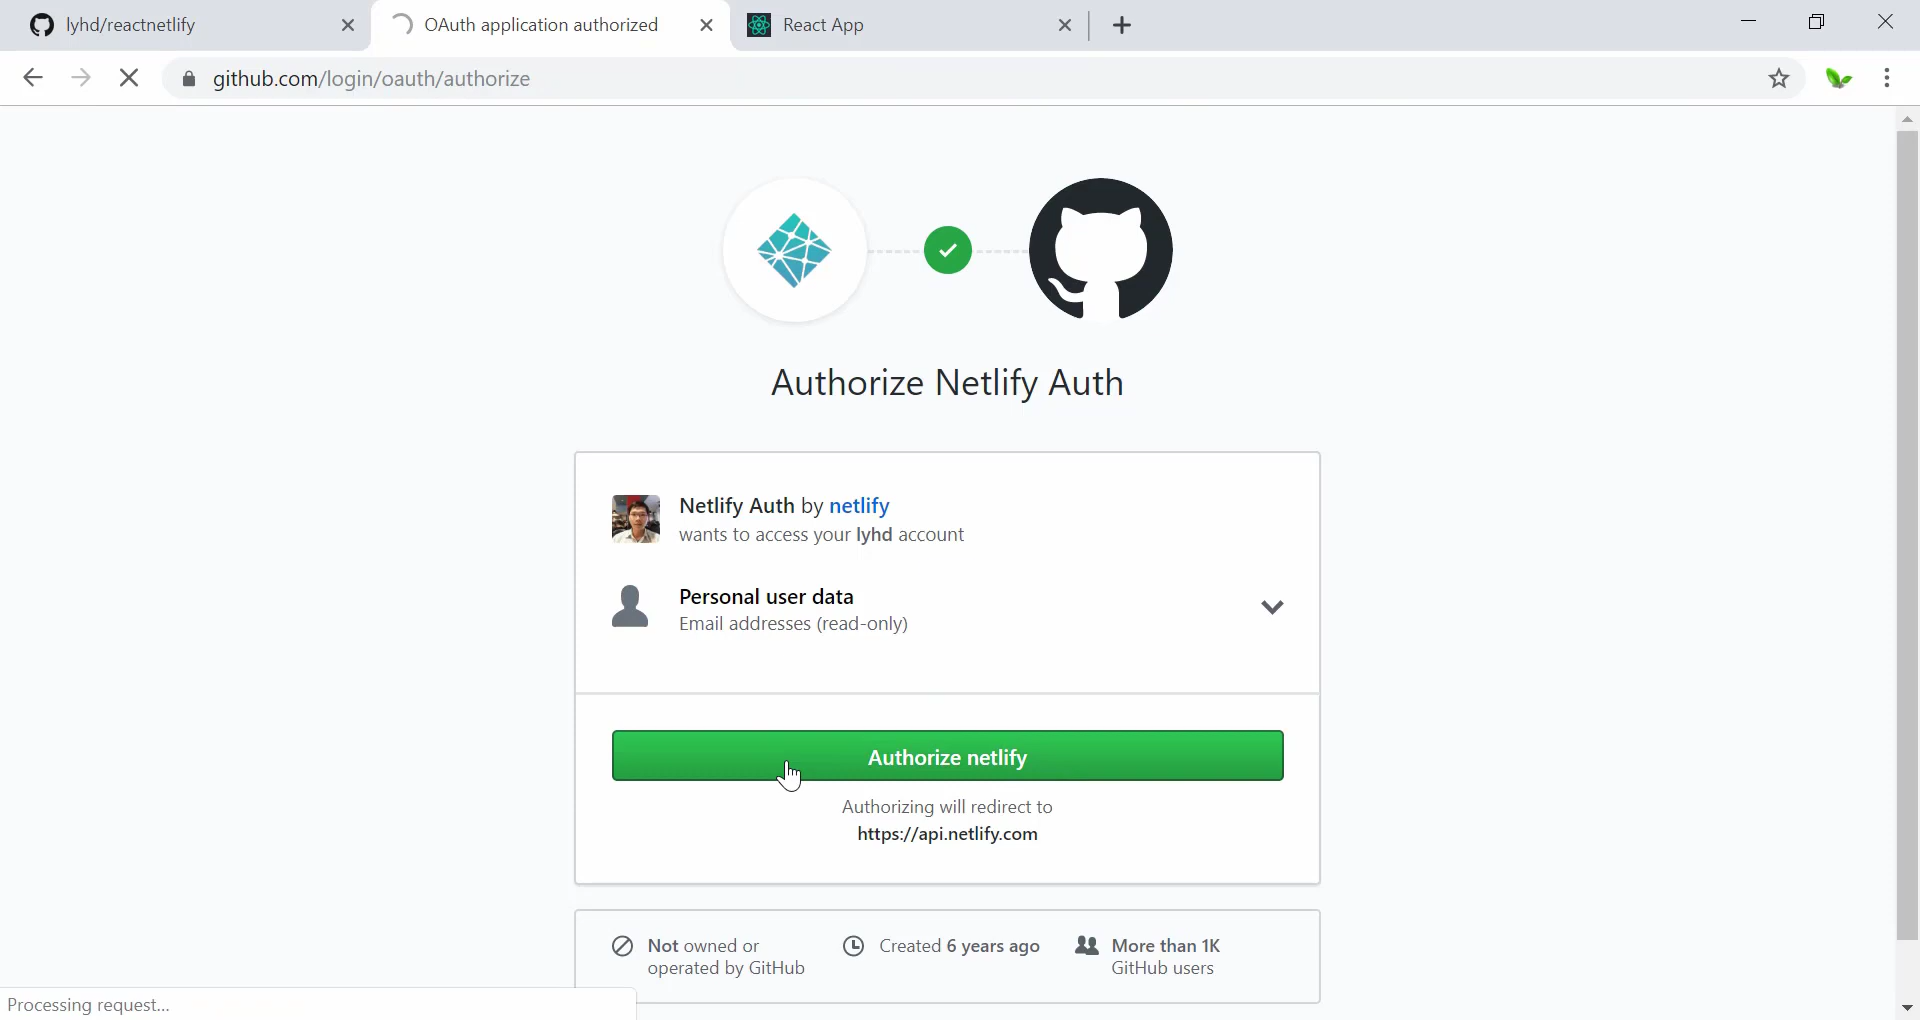 lyhd/reactnetlify
OAuth application authorized
React App
github.com/login/oauth/authorize
Authorize Netlify Auth
Netlify Auth by netlify
wants to access your lyhd account
Personal user data
Email addresses (read-only)
Authorize netlify
Authorizing will redirect to
https://api.netlify.com
Not owned or
operated by GitHub
Created 6 years ago
More than 1K
GitHub users
Processing request...